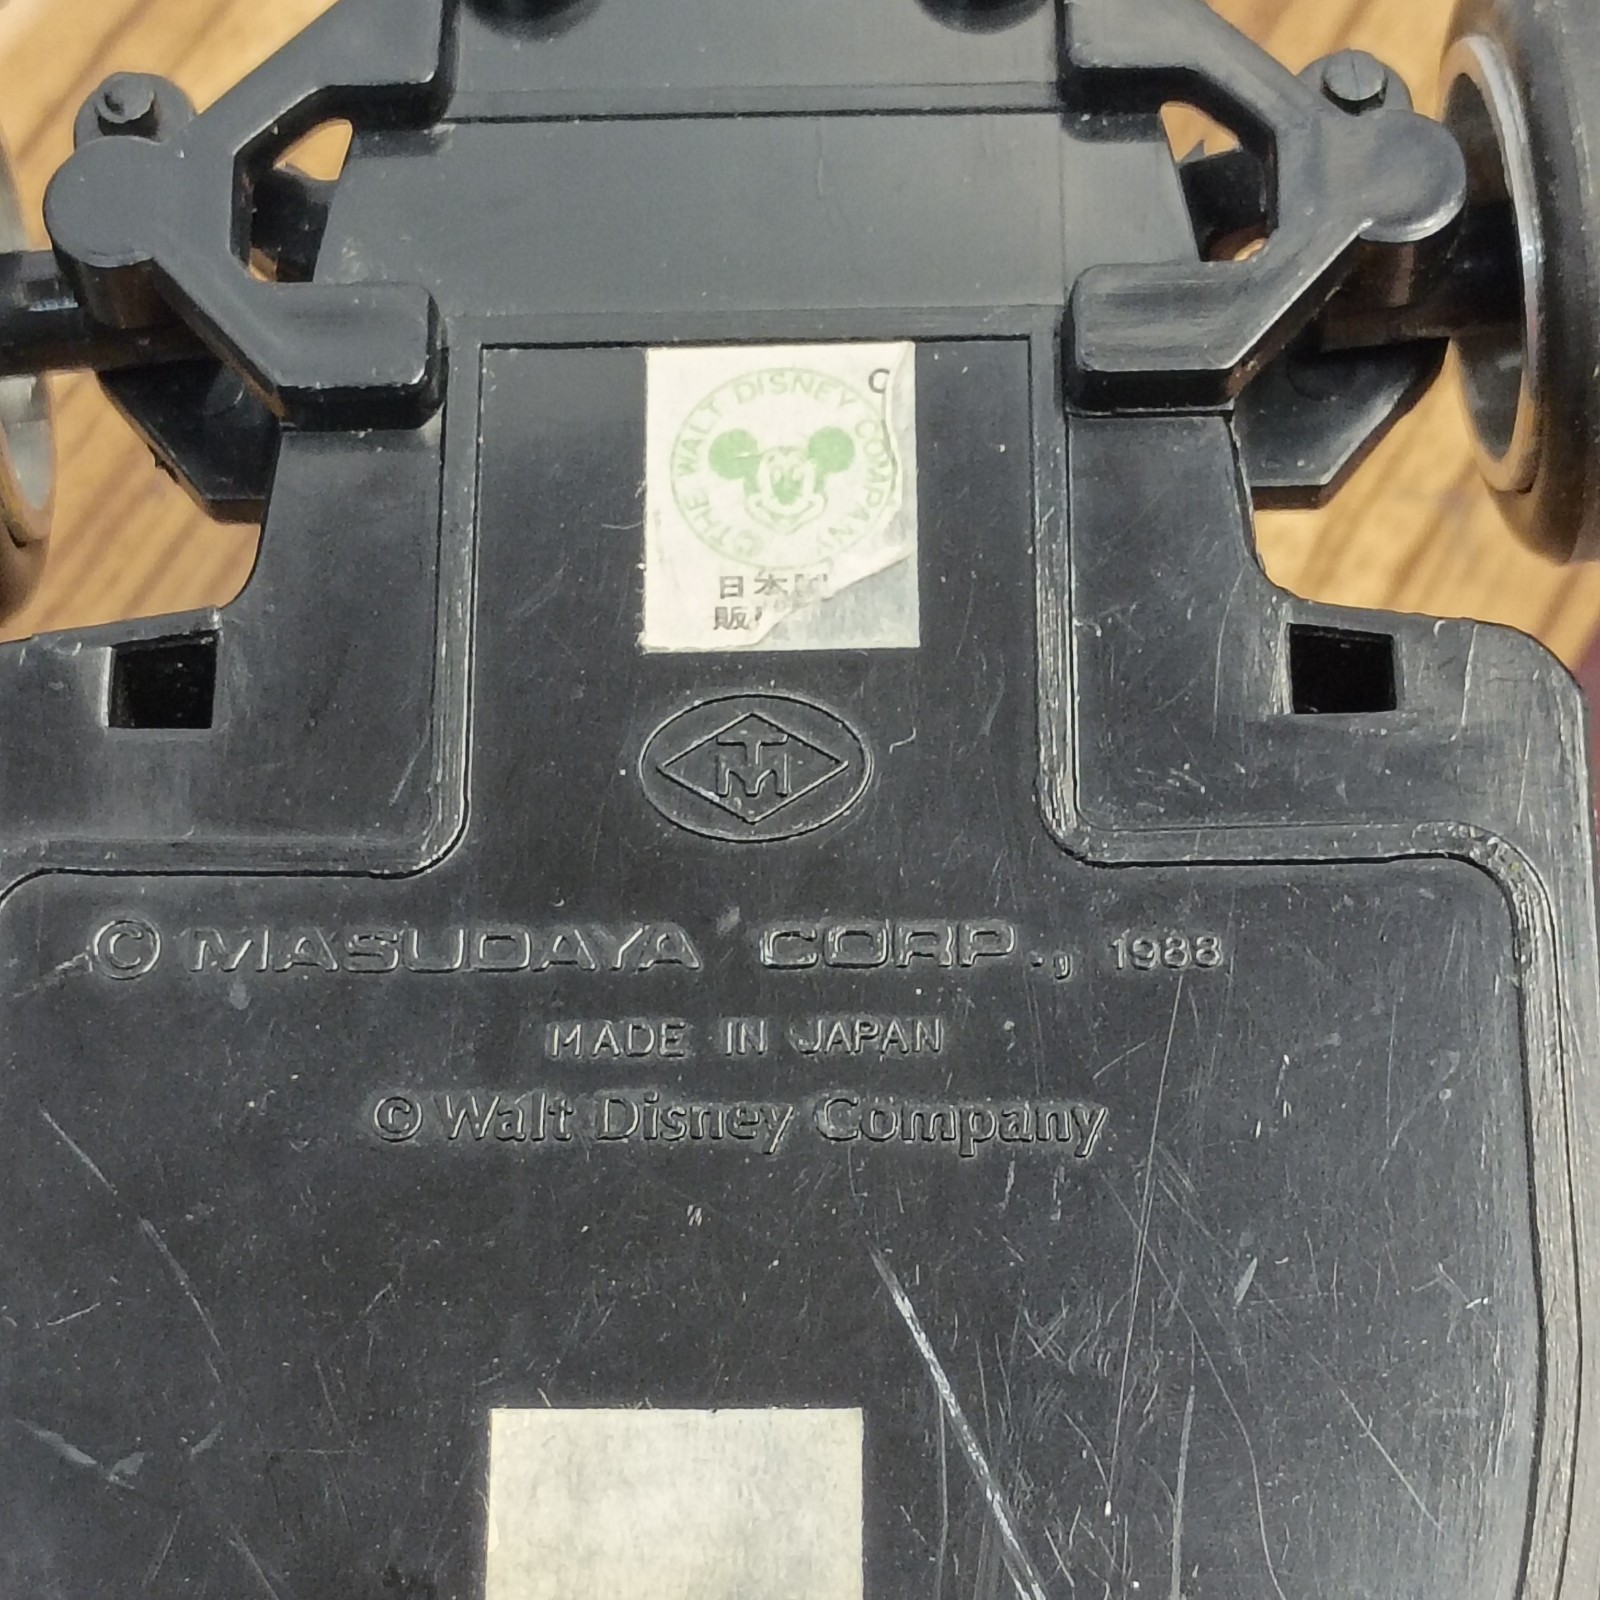 ©THE WALT DISNEY COMPANY
C
日本
販
TM
© MASUDAYA CORP., 1988
MADE IN JAPAN
© Walt Disney Company